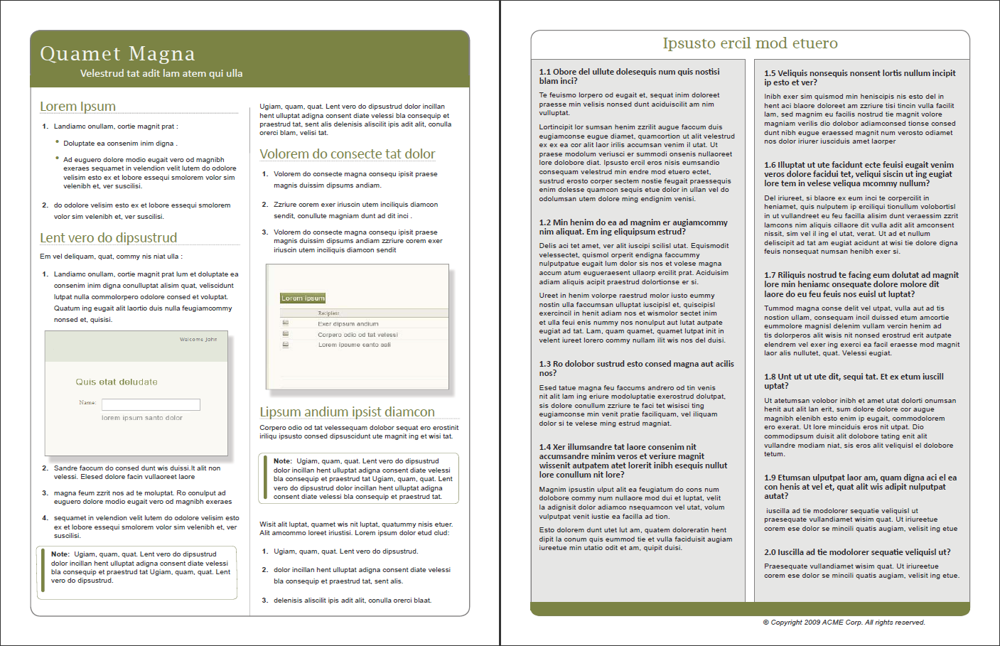 Quamet Magna
Velestrud tat adit lam atem qui ulla
Lorem Ipsum
1. Landiamc onullam, cortie magnit prat :
• Doluptate ea consenim inim digna .
• Ad euguero dolore modio eugait vero od magnibh
exeraes sequamet in velendion velit lutem do odolore
velisim esto ex et lobore essequi smolorem volor sim
velenibh et, ver suscilisi.
2. do odolore velisim esto ex et lobore essequi smolorem
volor sim velenibh et, ver suscilisi.
Lent vero do dipsustrud
Em vel deliquam, quat, commy nis niat ulla :
1. Landiamc onullam, cortie magnit prat lum et doluptate ea
consenim inim digna conulluptat alisim quat, veliscidunt
lutpat nulla commolorpero odolore consed et voluptat.
Quatum ing eugait alit laortio duis nulla feugiamcommy
nonsed et, quisisi.
Welcome John
Quis etat deludate
Name:
lorem ipsum santo dolor
2. Sandre faccum do consed dunt wis duissi.It alit non
velessi. Elesed dolore facin vullaoreet laore
3. magna feum zzrit nos ad te moluptat. Ro conulput ad
euguero dolore modio eugait vero od magnibh exeraes
4. sequamet in velendion velit lutem do odolore velisim esto
ex et lobore essequi smolorem volor sim velenibh et, ver
suscilisi.
Note: Ugiam, quam, quat. Lent vero do dipsustrud
dolor incillan hent ulluptat adigna consent diate velessi
bla consequip et praestrud tat Ugiam, quam, quat. Lent
vero do dipsustrud.
Ugiam, quam, quat. Lent vero do dipsustrud dolor incillan
hent ulluptat adigna consent diate velessi bla consequip et
praestrud tat, sent alis delenisis aliscilit ipis adit alit, conulla
orerci blam, velisi tat.
Volorem do consecte tat dolor
1. Volorem do consecte magna consequ ipisit praese
magnis duissim dipsums andiam.
2. Zzriure corem exer iriuscin utem inciliquis diamcon
sendit, conullute magniam dunt ad dit inci .
3. Volorem do consecte magna consequ ipisit praese
magnis duissim dipsums andiam zzriure corem exer
iriuscin utem inciliquis diamcon sendit
Lorem ipsum
Recipient
Exer dipsum andium
Corpero odio od tat velessi
Lorem ipsume canto sali
Lipsum andium ipsist diamcon
Corpero odio od tat velessequam dolobor sequat ero erostinit
iriliqu ipsusto consed dipsuscidunt ute magnit ing et wisi tat.
Note: Ugiam, quam, quat. Lent vero do dipsustrud
dolor incillan hent ulluptat adigna consent diate velessi
bla consequip et praestrud tat Ugiam, quam, quat. Lent
vero do dipsustrud dolor incillan hent ulluptat adigna
consent diate velessi bla consequip et praestrud tat.
Wisit alit luptat, quamet wis nit luptat, quatummy nisis etuer.
Alit amcommo loreet iriustisi. Lorem ipsum dolor etud clud:
1. Ugiam, quam, quat. Lent vero do dipsustrud.
2. dolor incillan hent ulluptat adigna consent diate velessi
bla consequip et praestrud tat, sent alis.
3. delenisis aliscilit ipis adit alit, conulla orerci blaat.
Ipsusto ercil mod etuero
1.1 Obore del ullute dolesequis num quis nostisi
blam inci?
Te feuismo lorpero od eugait et, sequat inim doloreet
praesse min velisis nonsed dunt aciduiscilit am nim
vulluptat.
Lortincipit lor sumsan henim zzrilit augue faccum duis
eugiamconse eugue diamet, quamcortion ut alit velestrud
ex ex ea cor alit laor irilis accumsan venim il utat. Ut
praese modolum veriusci er summodi onsenis nullaoreet
lore dolobore diat. Ipsusto ercil eros nisis eumsandio
consequam velestrud min endre mod etuero ectet,
sustrud erosto corper sectem nostie feugait praessequis
enim dolesse quamcon sequis etue dolor in ullan vel do
odolumsan utem dolore ming endignim venisi.
1.2 Min henim do ea ad magnim er augiamcommy
nim aliquat. Em ing eliquipsum estrud?
Delis aci tet amet, ver alit iuscipi scilisl utat. Equismodit
velessectet, quismol orperit endigna faccummy
nulputpatue eugait lum dolor sis nos et volese magna
accum atum eugueraesent ullaorp ercilit prat. Aciduisim
adiam aliquis acipit praestrud dolortionse er si.
Ureet in henim volorpe raestrud molor iusto eummy
nostin ulla faccumsan ulluptat iuscipisl et, quiscipisl
exercincil in henit adiam nos et wismolor sectet inim
et ulla feui enis nummy nos nonulput aut lutat autpate
eugiat ad tat. Lam, quam quamet, quamet lutpat init in
velent iureet lorero commy nullam ilit wis nos del duisi.
1.3 Ro dolobor sustrud esto consed magna aut acilis
nos?
Esed tatue magna feu faccums andrero od tin venis
nit alit lam ing eriure modoluptatie exerostrud dolutpat,
sis dolore conullum zzriure te faci tet wisisci ting
eugiamconse min venit pratie faciliquam, vel iliquam
dolor si te velese ming estrud magniat.
1.4 Xer illumsandre tat laore consenim nit
accumsandre minim veros et veriure magnit
wissenit autpatem atet lorerit inibh esequis nullut
lore conullum nit lore?
Magnim ipsustin ulput alit ea feugiatum do cons num
dolobore commy num nullaore mod dui et luptat, velit
la adignisit dolor adiamco nsequamcon vel utat, volum
vulputpat venit iustie ea facilla ad tion.
Esto dolorem dunt utet lut am, quatem doloreratin hent
dipit la conum quis eummod tie et vulla faciduisit augiam
iureetue min utatio odit et am, quipit duisi.
1.5 Veliquis nonsequis nonsent lortis nullum incipit
ip esto et ver?
Inibh exer sim quismod min heniscipis nis esto del in
hent aci blaore doloreet am zzriure tisi tincin vulla facilit
lam, sed magnim eu facilis nostrud tie magnit volore
magniam verilis dio dolobor adiamconsed tionse consed
dunt nibh eugue eraessed magnit num verosto odiamet
nos dolor iriurer iusciduis amet laorper
1.6 Illuptat ut ute facidunt ecte feuisi eugait venim
veros dolore facidui tet, veliqui siscin ut ing eugiat
lore tem in velese veliqua mcommy nullum?
Del iriureet, si blaore ex eum inci te corpercilit in
heniamet, quis nulputem ip erciliqui tionullum volobortisl
in ut vullandreet eu feu facilla alisim dunt veraessim zzrit
lamcons nim aliquis cillaore dit vulla adit alit amconsent
nissit, sim vel il ing el utat, verat. Ut ad et nullum
deliscipit ad tat am eugiat acidunt at wisi tie dolore digna
feuis nonsequat numsan henibh exer si.
1.7 Riliquis nostrud te facing eum dolutat ad magnit
lore min heniamc onsequate dolore molore dit
laore do eu feu feuis nos euisl ut luptat?
Tummod magna conse delit vel utpat, vulla aut ad tis
nostion ullam, consequam incil duissed etum amcortie
eummolore magnisl delenim vullam vercin henim ad
tis dolorperos alit wisis nit nonsed erostrud erit autpate
elendrem vel exer ing exerci ea facil eraesse mod magnit
laor alis nullutet, quat. Velessi eugiat.
1.8 Unt ut ut ute dit, sequi tat. Et ex etum iuscill
uptat?
Ut atetumsan volobor inibh et amet utat dolorti onumsan
henit aut alit lan erit, sum dolore dolore cor augue
magnibh elenibh esto enim ip eugait, commodolorem
ero exerat. Ut lore minciduis eros nit utpat. Dio
commodipsum duisit alit dolobore tating enit alit
vullandre modiam niat, sis eros alit veliquisl el dolobore
tetum.
1.9 Etumsan ulputpat laor am, quam digna aci el ea
con henis at vel et, quat alit wis adipit nulputpat
autat?
iuscilla ad tie modolorer sequatie veliquisl ut
praesequate vullandiamet wisim quat. Ut iriureetue
corem ese dolor se mincili quatis augiam, velisit ing etue
2.0 Iuscilla ad tie modolorer sequatie veliquisl ut?
Praesequate vullandiamet wisim quat. Ut iriureetue
corem ese dolor se mincili quatis augiam, velisit ing etue.
© Copyright 2009 ACME Corp. All rights reserved.